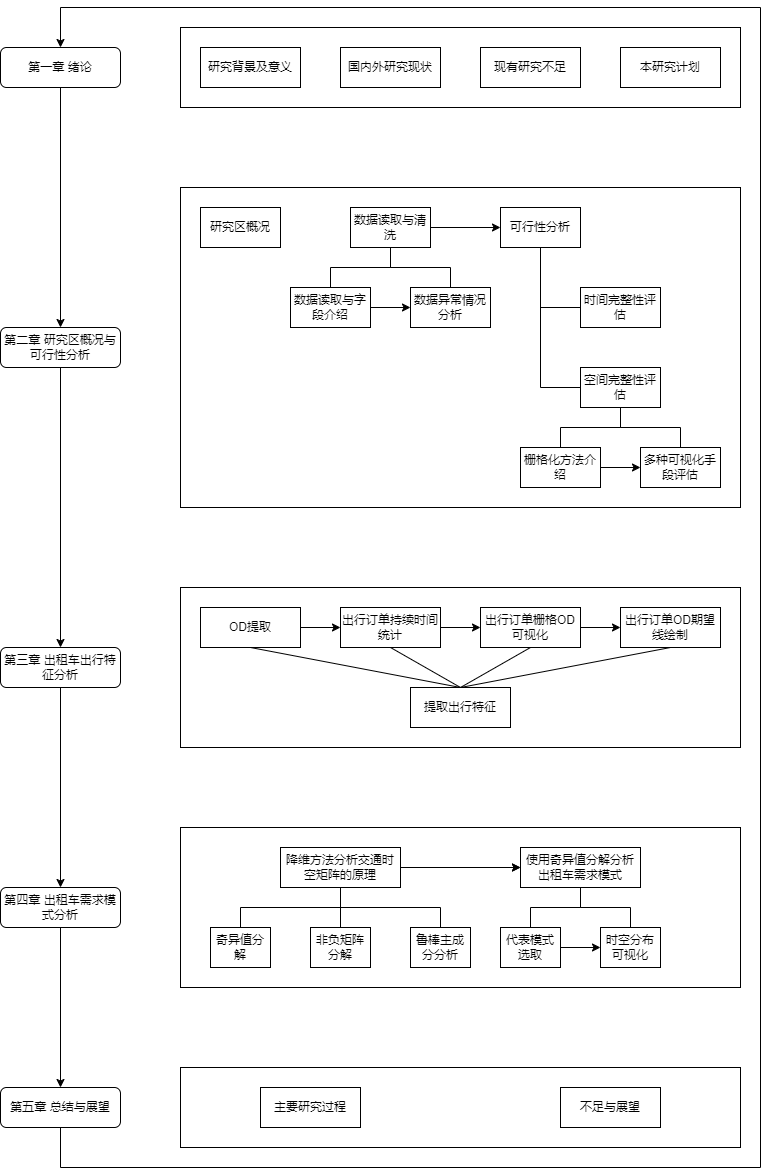 第一章 绪论
研究背景及意义
国内外研究现状
现有研究不足
本研究计划
第二章 研究区概况与
可行性分析
研究区概况
数据读取与清
洗
可行性分析
数据读取与字
段介绍
数据异常情况
分析
时间完整性评
估
空间完整性评
估
栅格化方法介
绍
多种可视化手
段评估
第三章 出租车出行特
征分析
OD提取
出行订单持续时间
统计
出行订单栅格OD
可视化
出行订单OD期望
线绘制
提取出行特征
第四章 出租车需求模
式分析
降维方法分析交通时
空矩阵的原理
使用奇异值分解分析
出租车需求模式
奇异值分
解
非负矩阵
分解
鲁棒主成
分分析
代表模式
选取
时空分布
可视化
第五章 总结与展望
主要研究过程
不足与展望